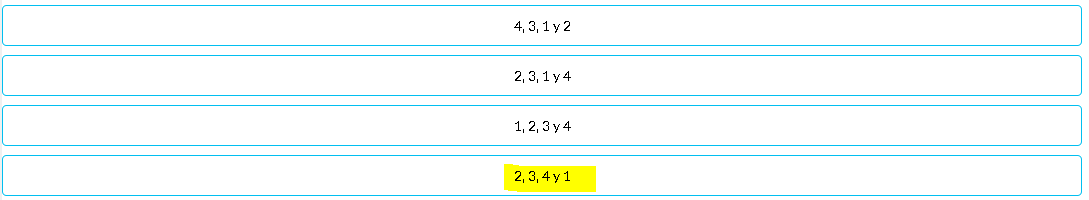 4, 3, 1 y 2
2, 3, 1 y 4
1, 2, 3 y 4
2, 3, 4 y 1